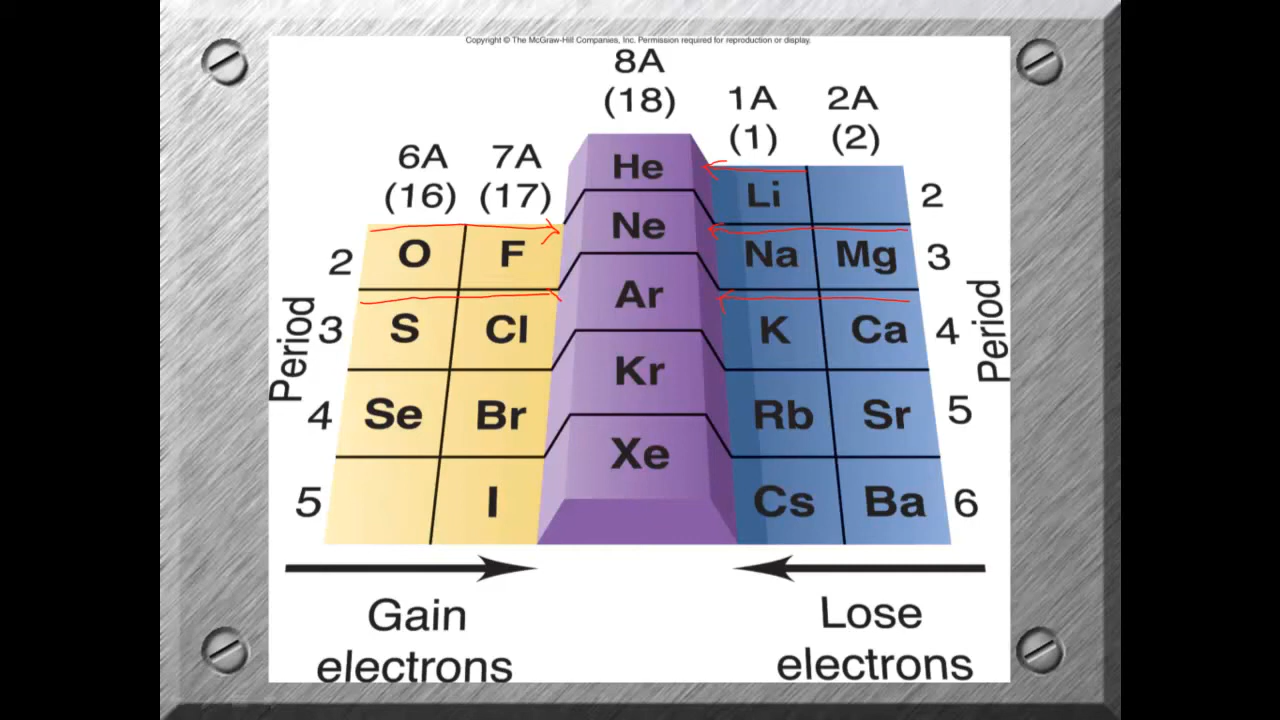 Copyright © The McGraw-Hill Companies, Inc. Permission required for reproduction or display.
8A
(18)
1A
(1)
2A
(2)
6A
(16)
7A
(17)
He
Li
2
Ne
2
O
F
Na
Mg
3
Ar
Period
3
S
Cl
K
Ca
4
Period
Kr
4
Se
Br
Rb
Sr
5
Xe
5
I
Cs
Ba
6
Gain
electrons
Lose
electrons